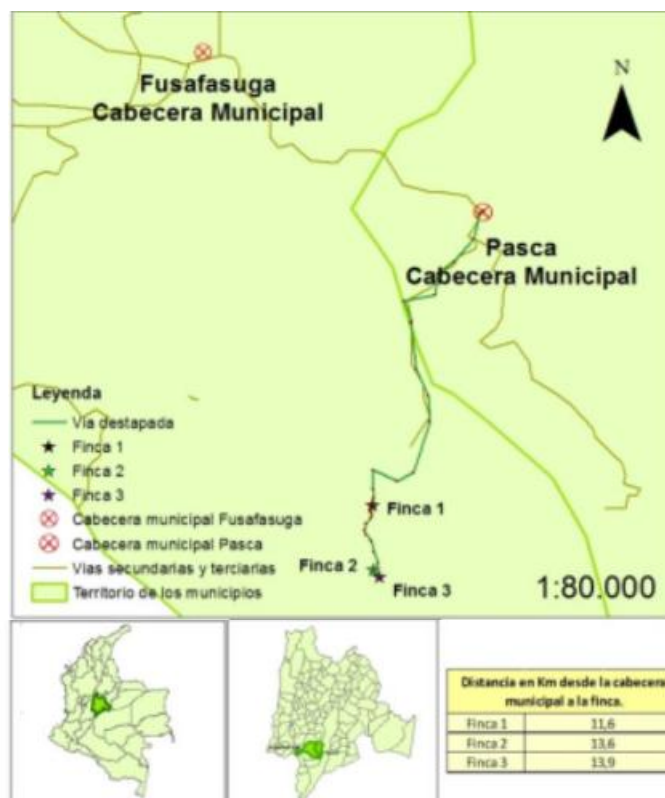 Fusafasuga
Cabecera Municipal
N
Pasca
Cabecera Municipal
Leyenda
Vía destapada
Finca 1
Finca 2
Finca 3
Cabecera municipal Fusafasuga
Cabecera municipal Pasca
Vías secundarias y terciarias
Territorio de los municipios
Finca 1
Finca 2
Finca 3
1:80.000
Distancia en Km desde la cabecera
municipal a la finca.
Finca 1 11,6
Finca 2 13,6
Finca 3 13,9